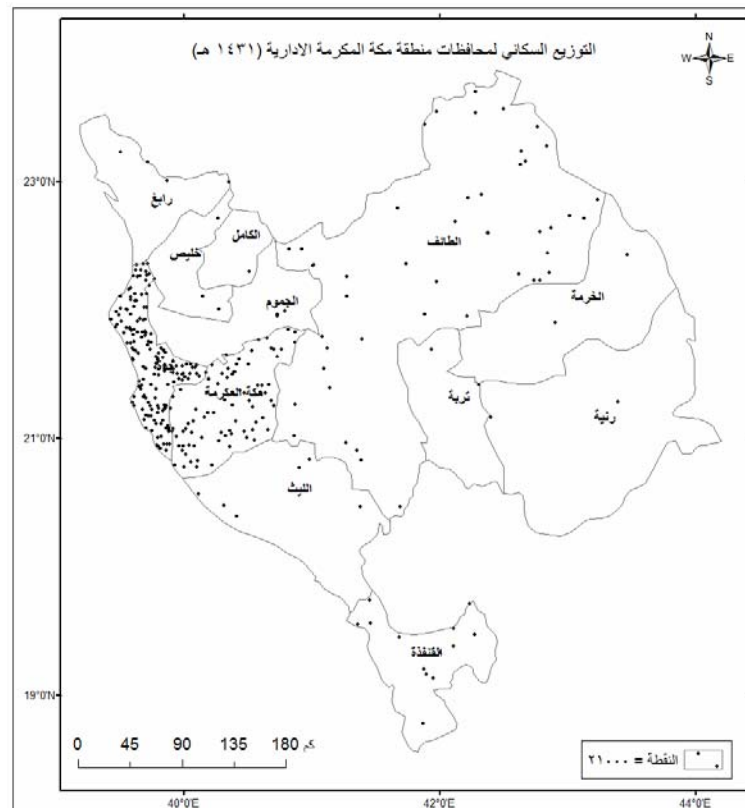 التوزيع السكاني لمحافظات منطقة مكة المكرمة الادارية (١٤٣١ هـ)
N
W E
S
23°0'N
رابغ
الكامل
خليص
الطائف
الجموم
الخرمة
جدة
مكة المكرمة
تربة
رنية
21°0'N
الليث
القنفذة
19°0'N
0 45 90 135 180 كم
النقطة = ٢١٠٠٠
40°0'E 42°0'E 44°0'E